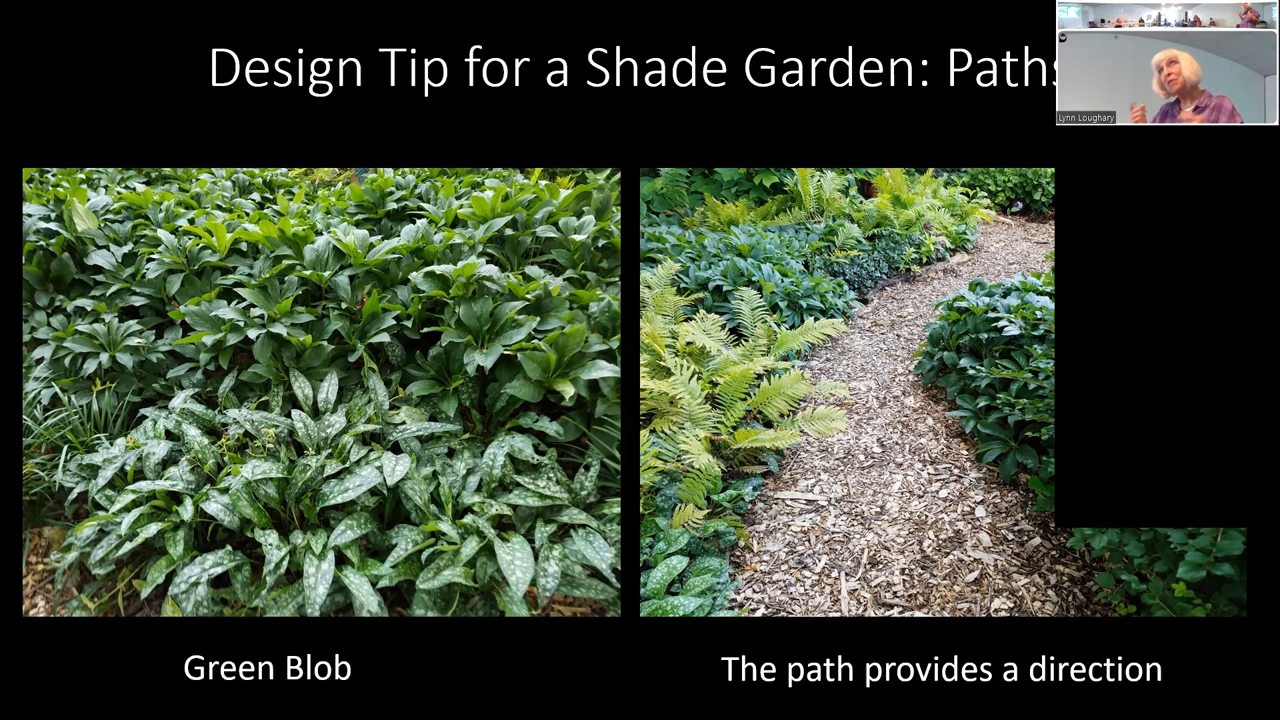 Design Tip for a Shade Garden: Paths
Lynn Loughary
Green Blob
The path provides a direction